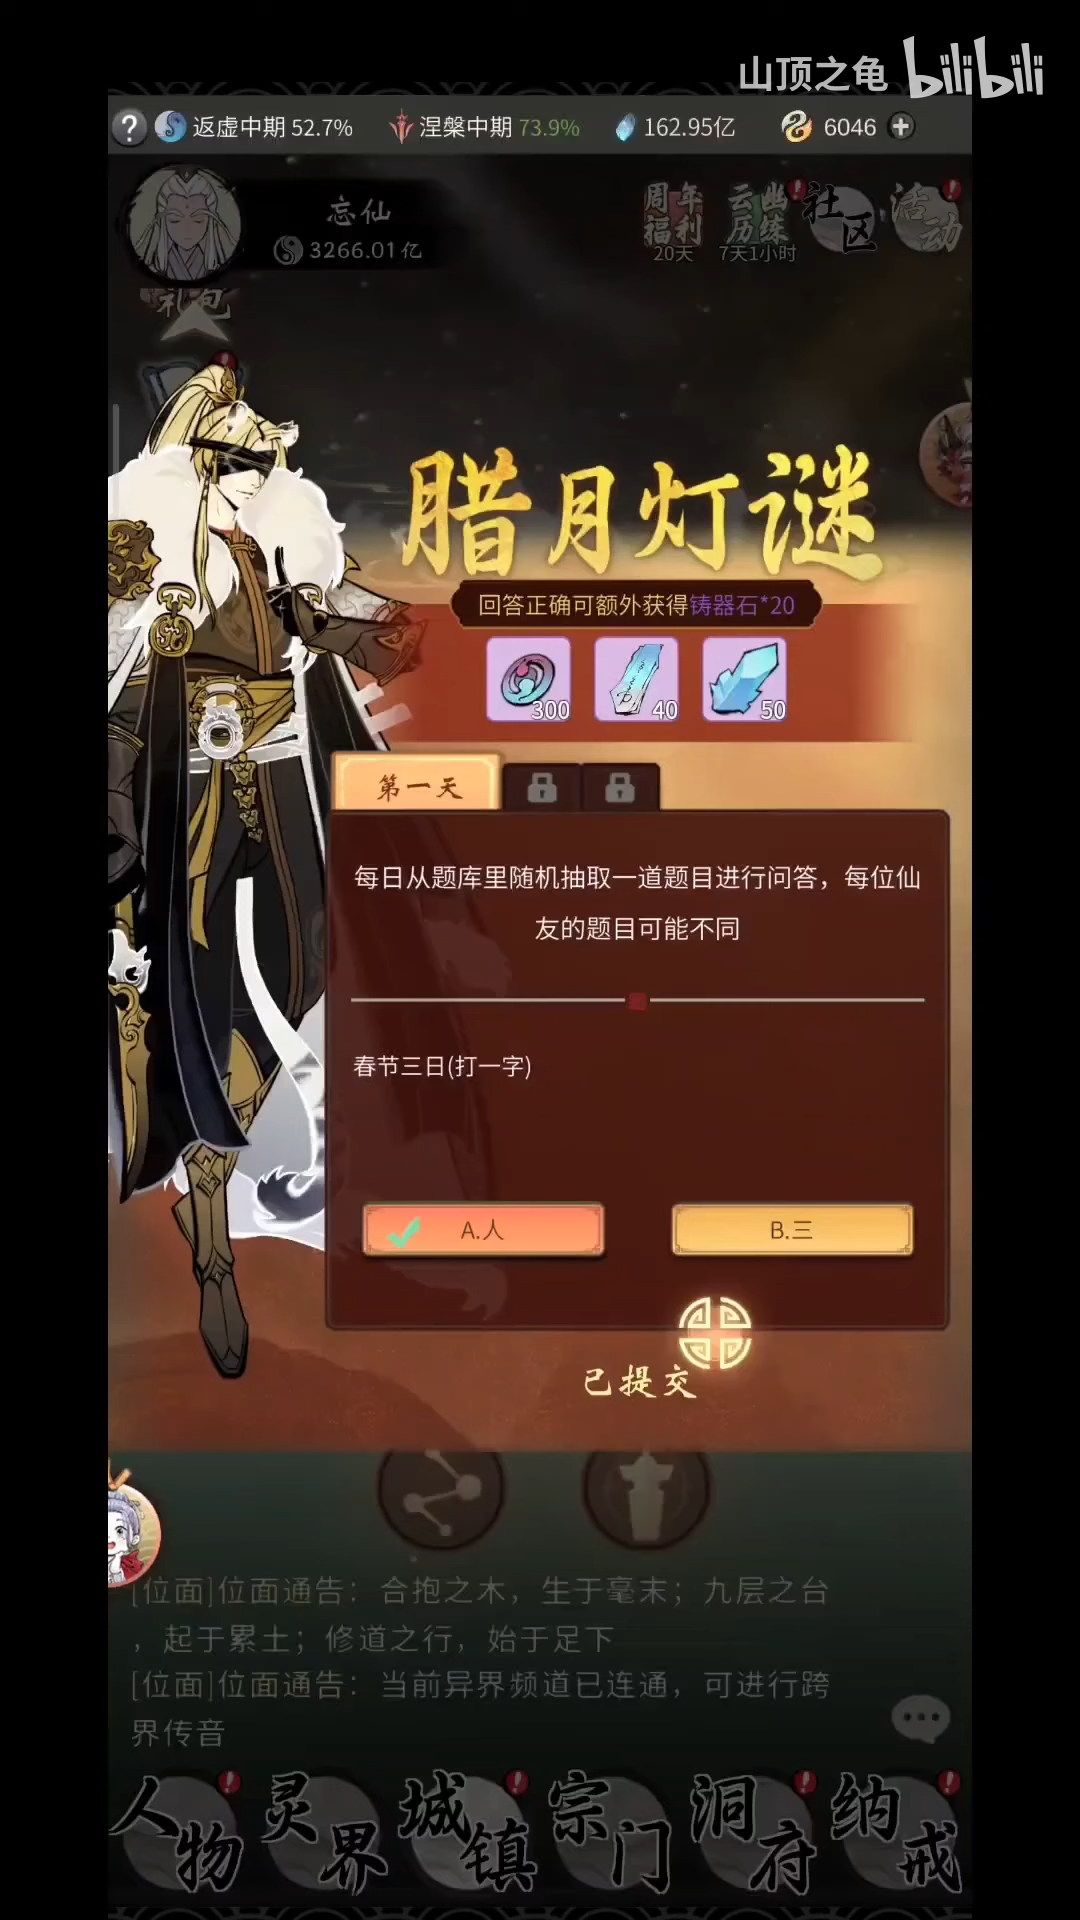 山顶之龟 bilibili
返虚中期 52.7% 涅槃中期 73.9% 162.95亿 6046
忘仙
3266.01亿
周年福利 20天
云幽历练 7天1小时
社区
活动
礼包
腊月灯谜
回答正确可额外获得铸器石*20
300 40 50
第一天
每日从题库里随机抽取一道题目进行问答，每位仙
友的题目可能不同
春节三日(打一字)
A.人 B.三
已提交
[位面]位面通告：合抱之木，生于毫末；九层之台
，起于累土；修道之行，始于足下
[位面]位面通告：当前异界频道已连通，可进行跨
界传音
人物 灵界 城镇 宗门 洞府 纳戒